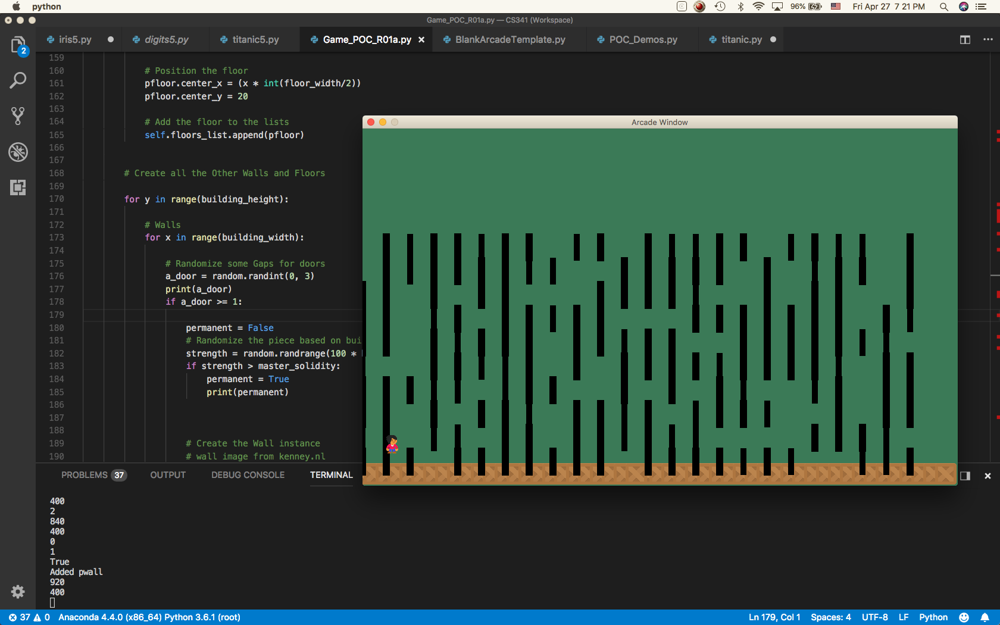 python
96%
Fri Apr 27 7 21 PM
Game_POC_R01a.py — CS341 (Workspace)
iris5.py
digits5.py
titanic5.py
Game_POC_R01a.py
BlankArcadeTemplate.py
POC_Demos.py
titanic.py
2
159
160 # Position the floor
161 pfloor.center_x = (x * int(floor_width/2))
162 pfloor.center_y = 20
163
164 # Add the floor to the lists
165 self.floors_list.append(pfloor)
166
167
168 # Create all the Other Walls and Floors
169
170 for y in range(building_height):
171
172 # Walls
173 for x in range(building_width):
174
175 # Randomize some Gaps for doors
176 a_door = random.randint(0, 3)
177 print(a_door)
178 if a_door >= 1:
179
180 permanent = False
181 # Randomize the piece based on bui
182 strength = random.randrange(100 *
183 if strength > master_solidity:
184 permanent = True
185 print(permanent)
186
187
188
189 # Create the Wall instance
190 # wall image from kenney.nl
Arcade Window
PROBLEMS 37 OUTPUT DEBUG CONSOLE TERMINAL
400
2
840
400
0
1
True
Added pwall
920
400
37 0 Anaconda 4.4.0 (x86_64) Python 3.6.1 (root)
Ln 179, Col 1 Spaces: 4 UTF-8 LF Python